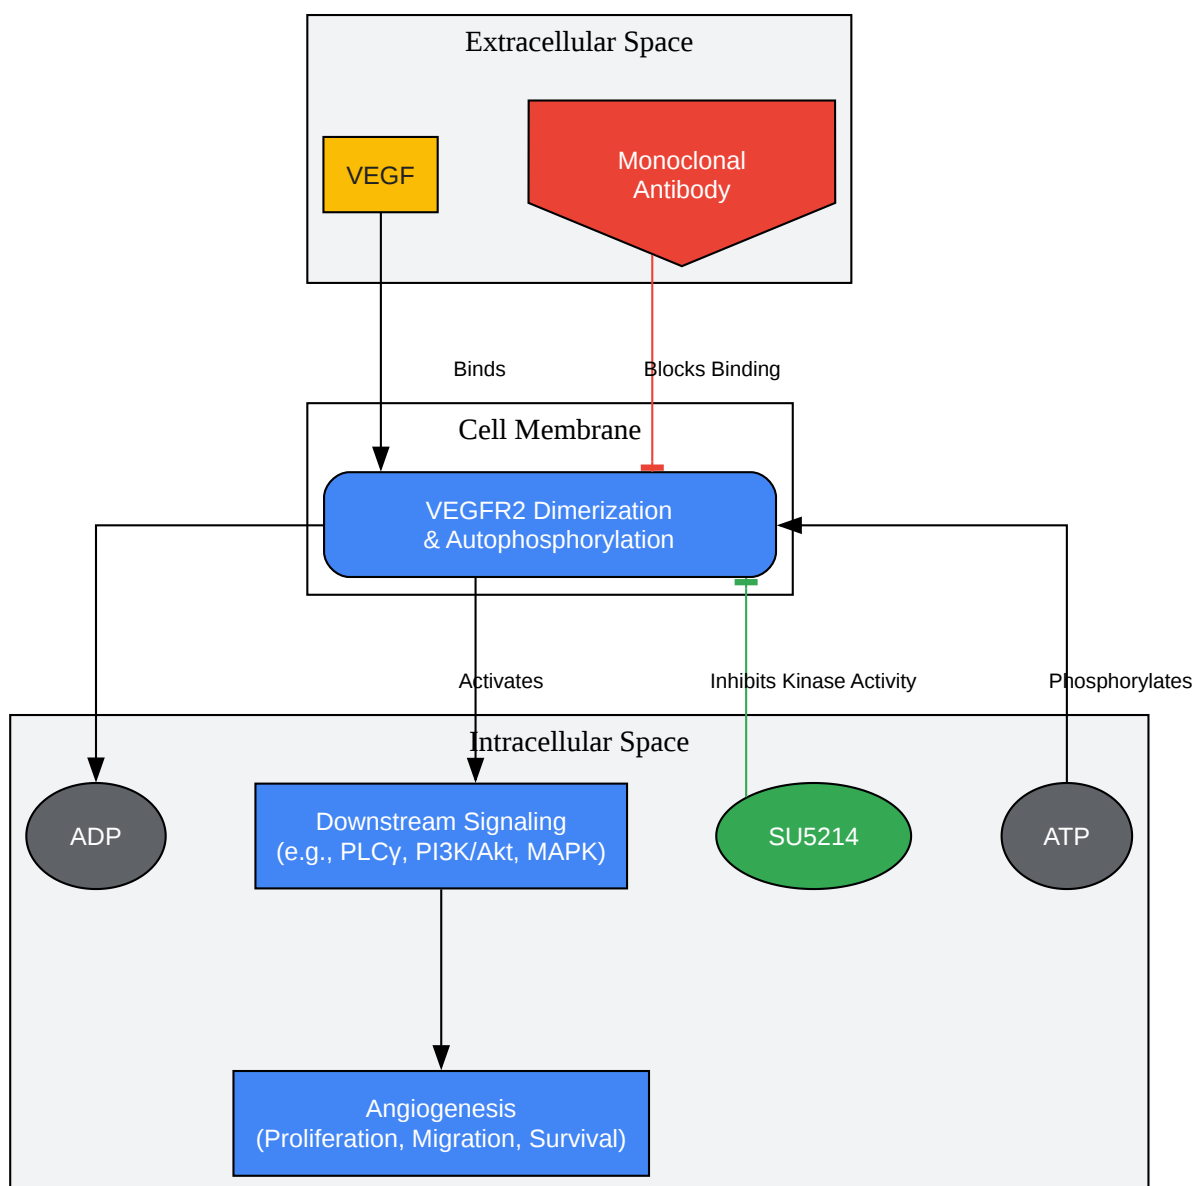 Extracellular Space
VEGF
Monoclonal
Antibody
Binds
Blocks Binding
Cell Membrane
VEGFR2 Dimerization
& Autophosphorylation
Activates
Inhibits Kinase Activity
Phosphorylates
Intracellular Space
ADP
Downstream Signaling
(e.g., PLCγ, PI3K/Akt, MAPK)
SU5214
ATP
Angiogenesis
(Proliferation, Migration, Survival)